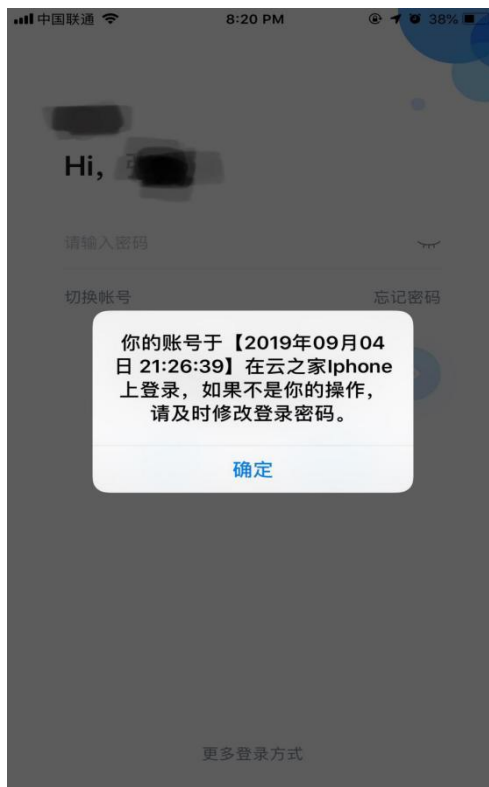 中国联通 8:20 PM 38%
Hi,
请输入密码
切换帐号 忘记密码
你的账号于【2019年09月04
日 21:26:39】在云之家Iphone
上登录，如果不是你的操作，
请及时修改登录密码。
确定
更多登录方式